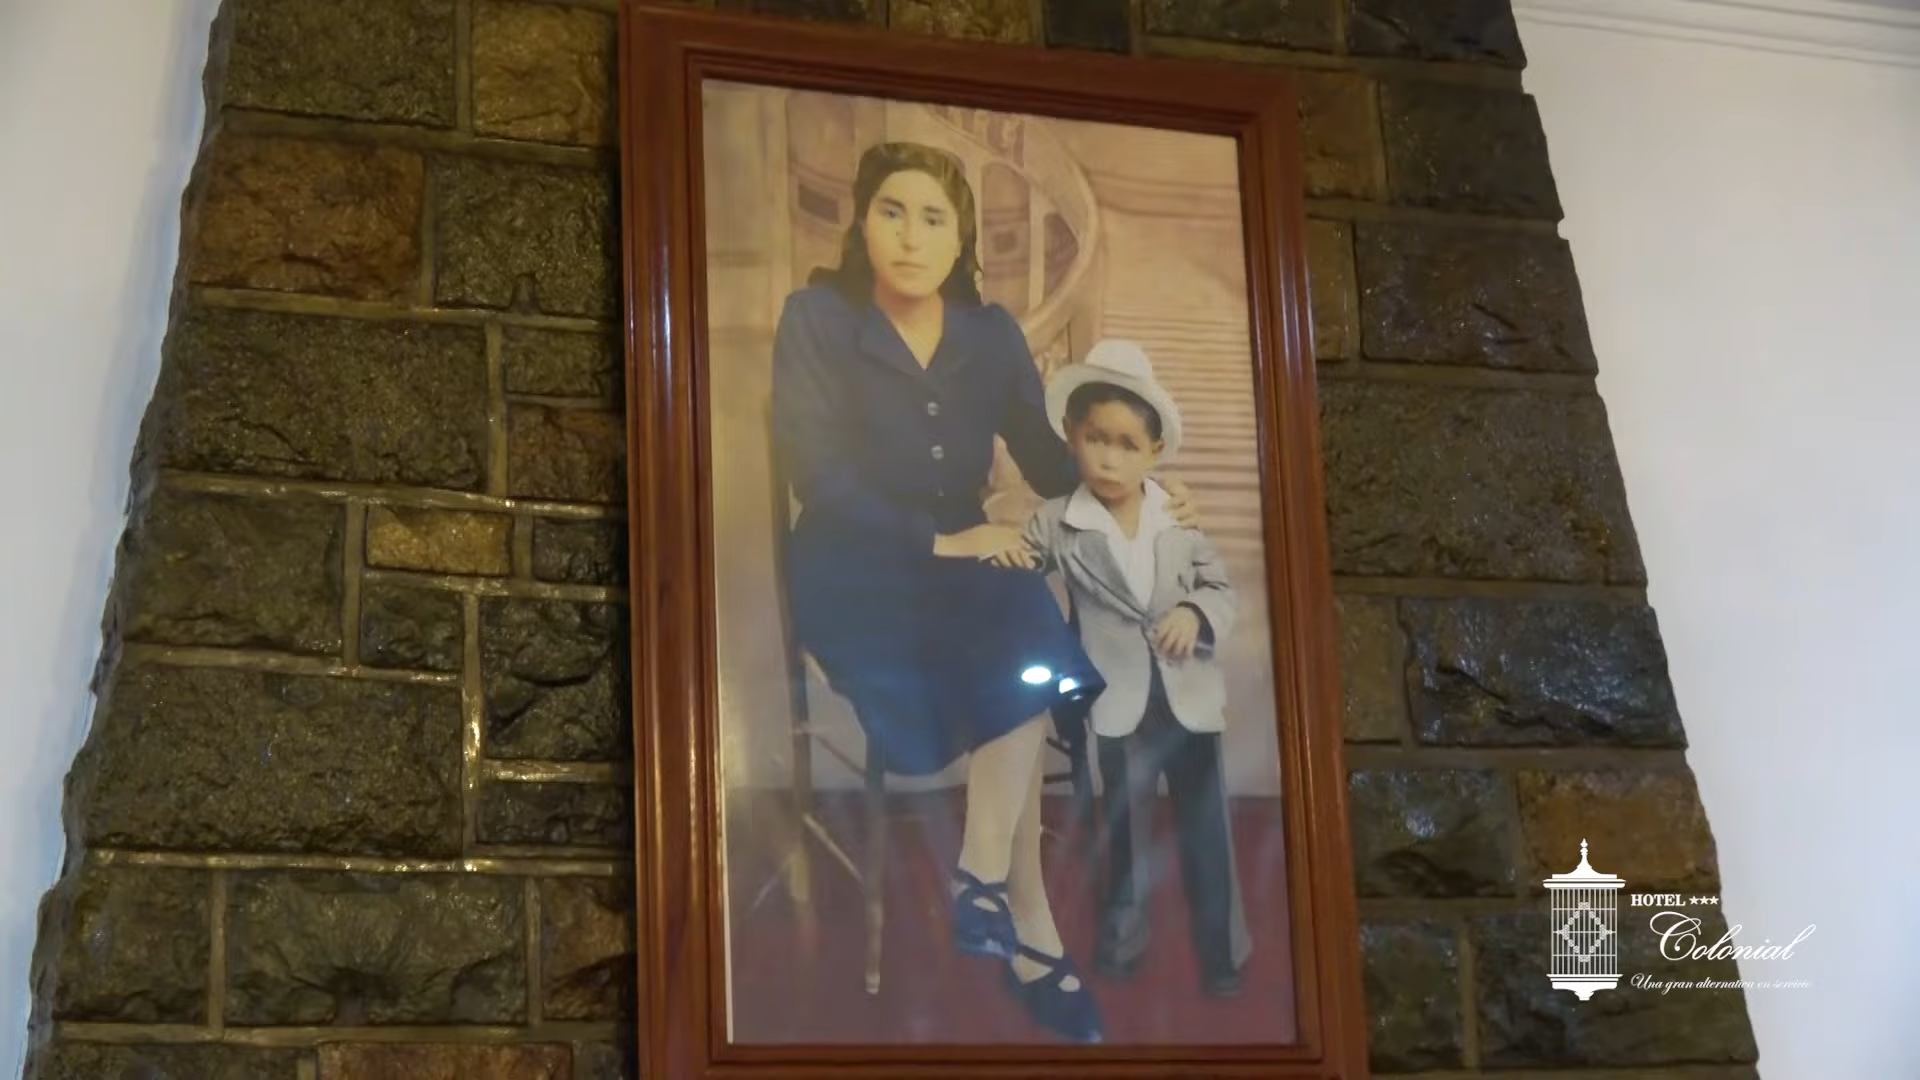 HOTEL ★★★
Colonial
Una gran alternativa en servicio